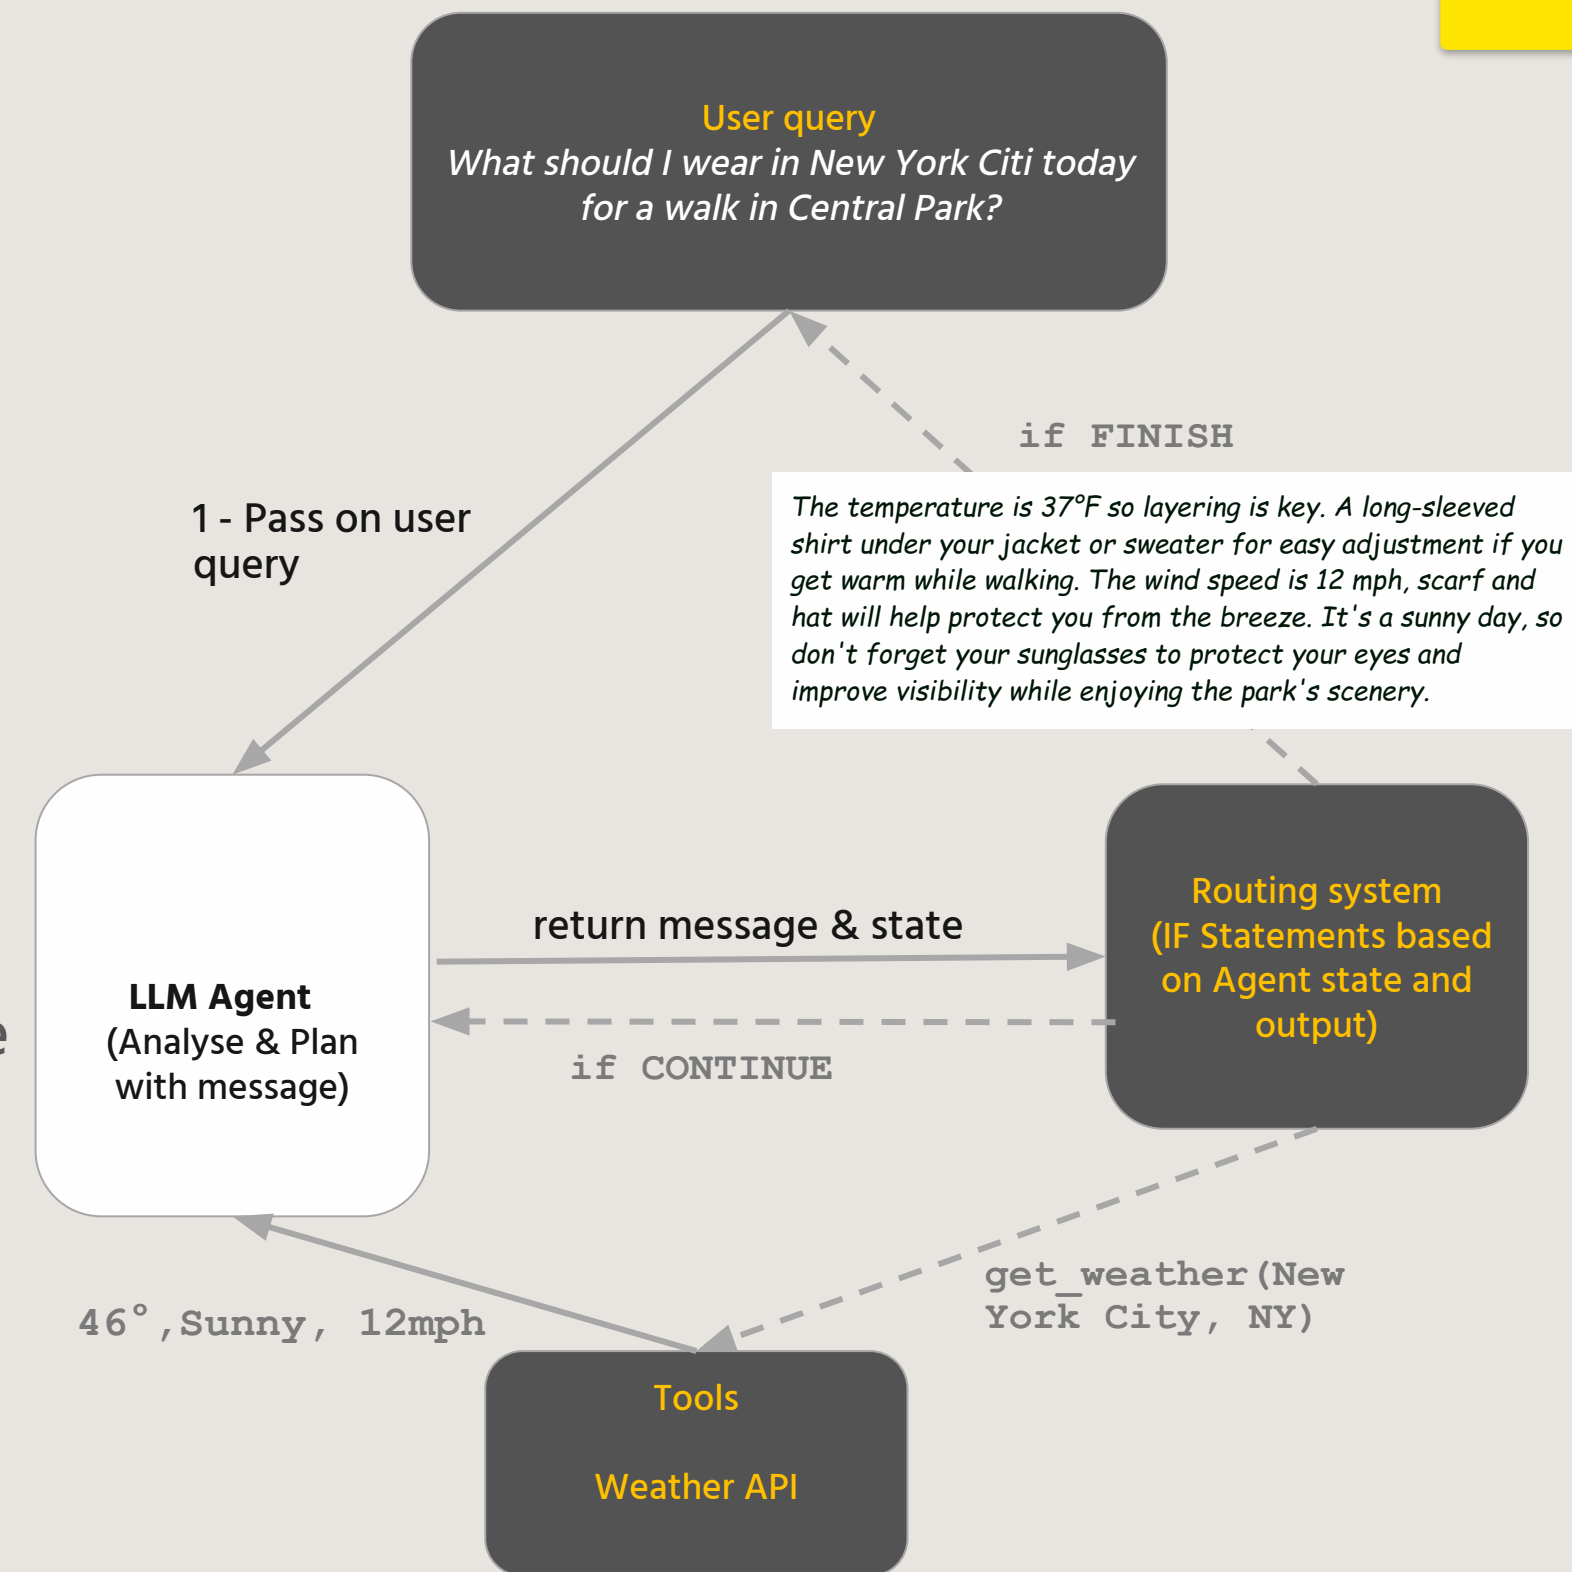 User query
What should I wear in New York Citi today
for a walk in Central Park?
if FINISH
1 - Pass on user
query
The temperature is 37°F so layering is key. A long-sleeved
shirt under your jacket or sweater for easy adjustment if you
get warm while walking. The wind speed is 12 mph, scarf and
hat will help protect you from the breeze. It's a sunny day, so
don't forget your sunglasses to protect your eyes and
improve visibility while enjoying the park's scenery.
return message & state
Routing system
(IF Statements based
on Agent state and
output)
LLM Agent
(Analyse & Plan
with message)
e
if CONTINUE
get_weather(New
York City, NY)
46°,Sunny, 12mph
Tools
Weather API